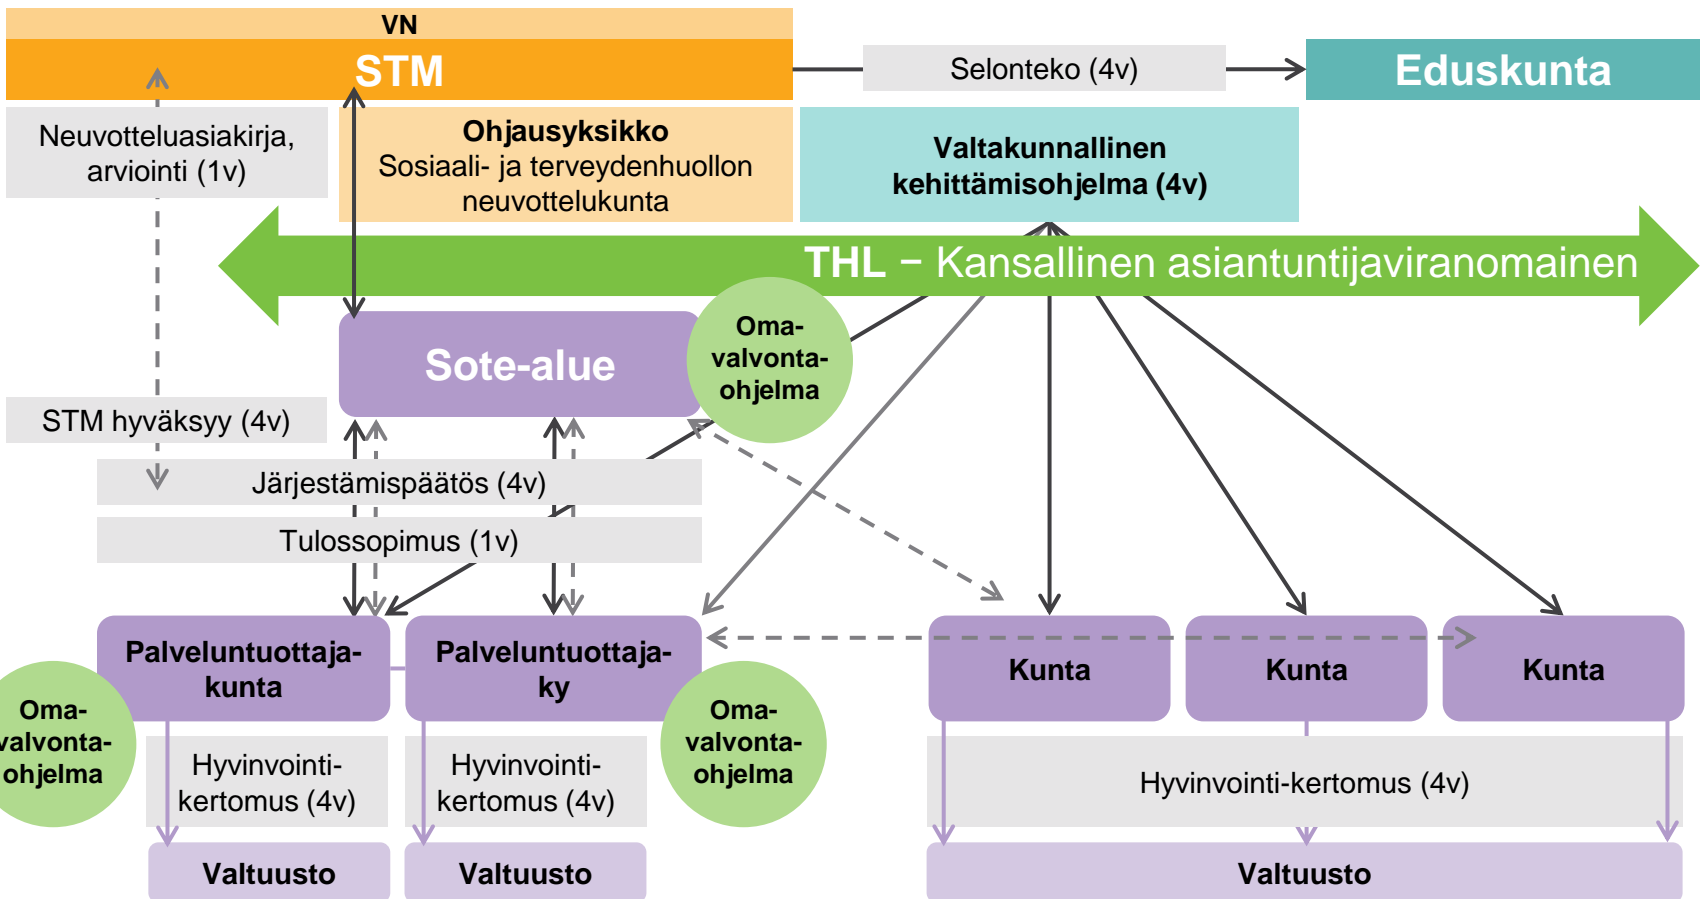 VN
STM
Selonteko (4v)
Eduskunta
Neuvotteluasiakirja,
arviointi (1v)
Ohjausyksikko
Sosiaali- ja terveydenhuollon
neuvottelukunta
Valtakunnallinen
kehittämisohjelma (4v)
THL – Kansallinen asiantuntijaviranomainen
Sote-alue
Oma-
valvonta-
ohjelma
STM hyväksyy (4v)
Järjestämispäätös (4v)
Tulossopimus (1v)
Palveluntuottaja-
kunta
Palveluntuottaja-
ky
Kunta
Kunta
Kunta
Oma-
valvonta-
ohjelma
Hyvinvointi-
kertomus (4v)
Hyvinvointi-
kertomus (4v)
Oma-
valvonta-
ohjelma
Hyvinvointi-kertomus (4v)
Valtuusto
Valtuusto
Valtuusto